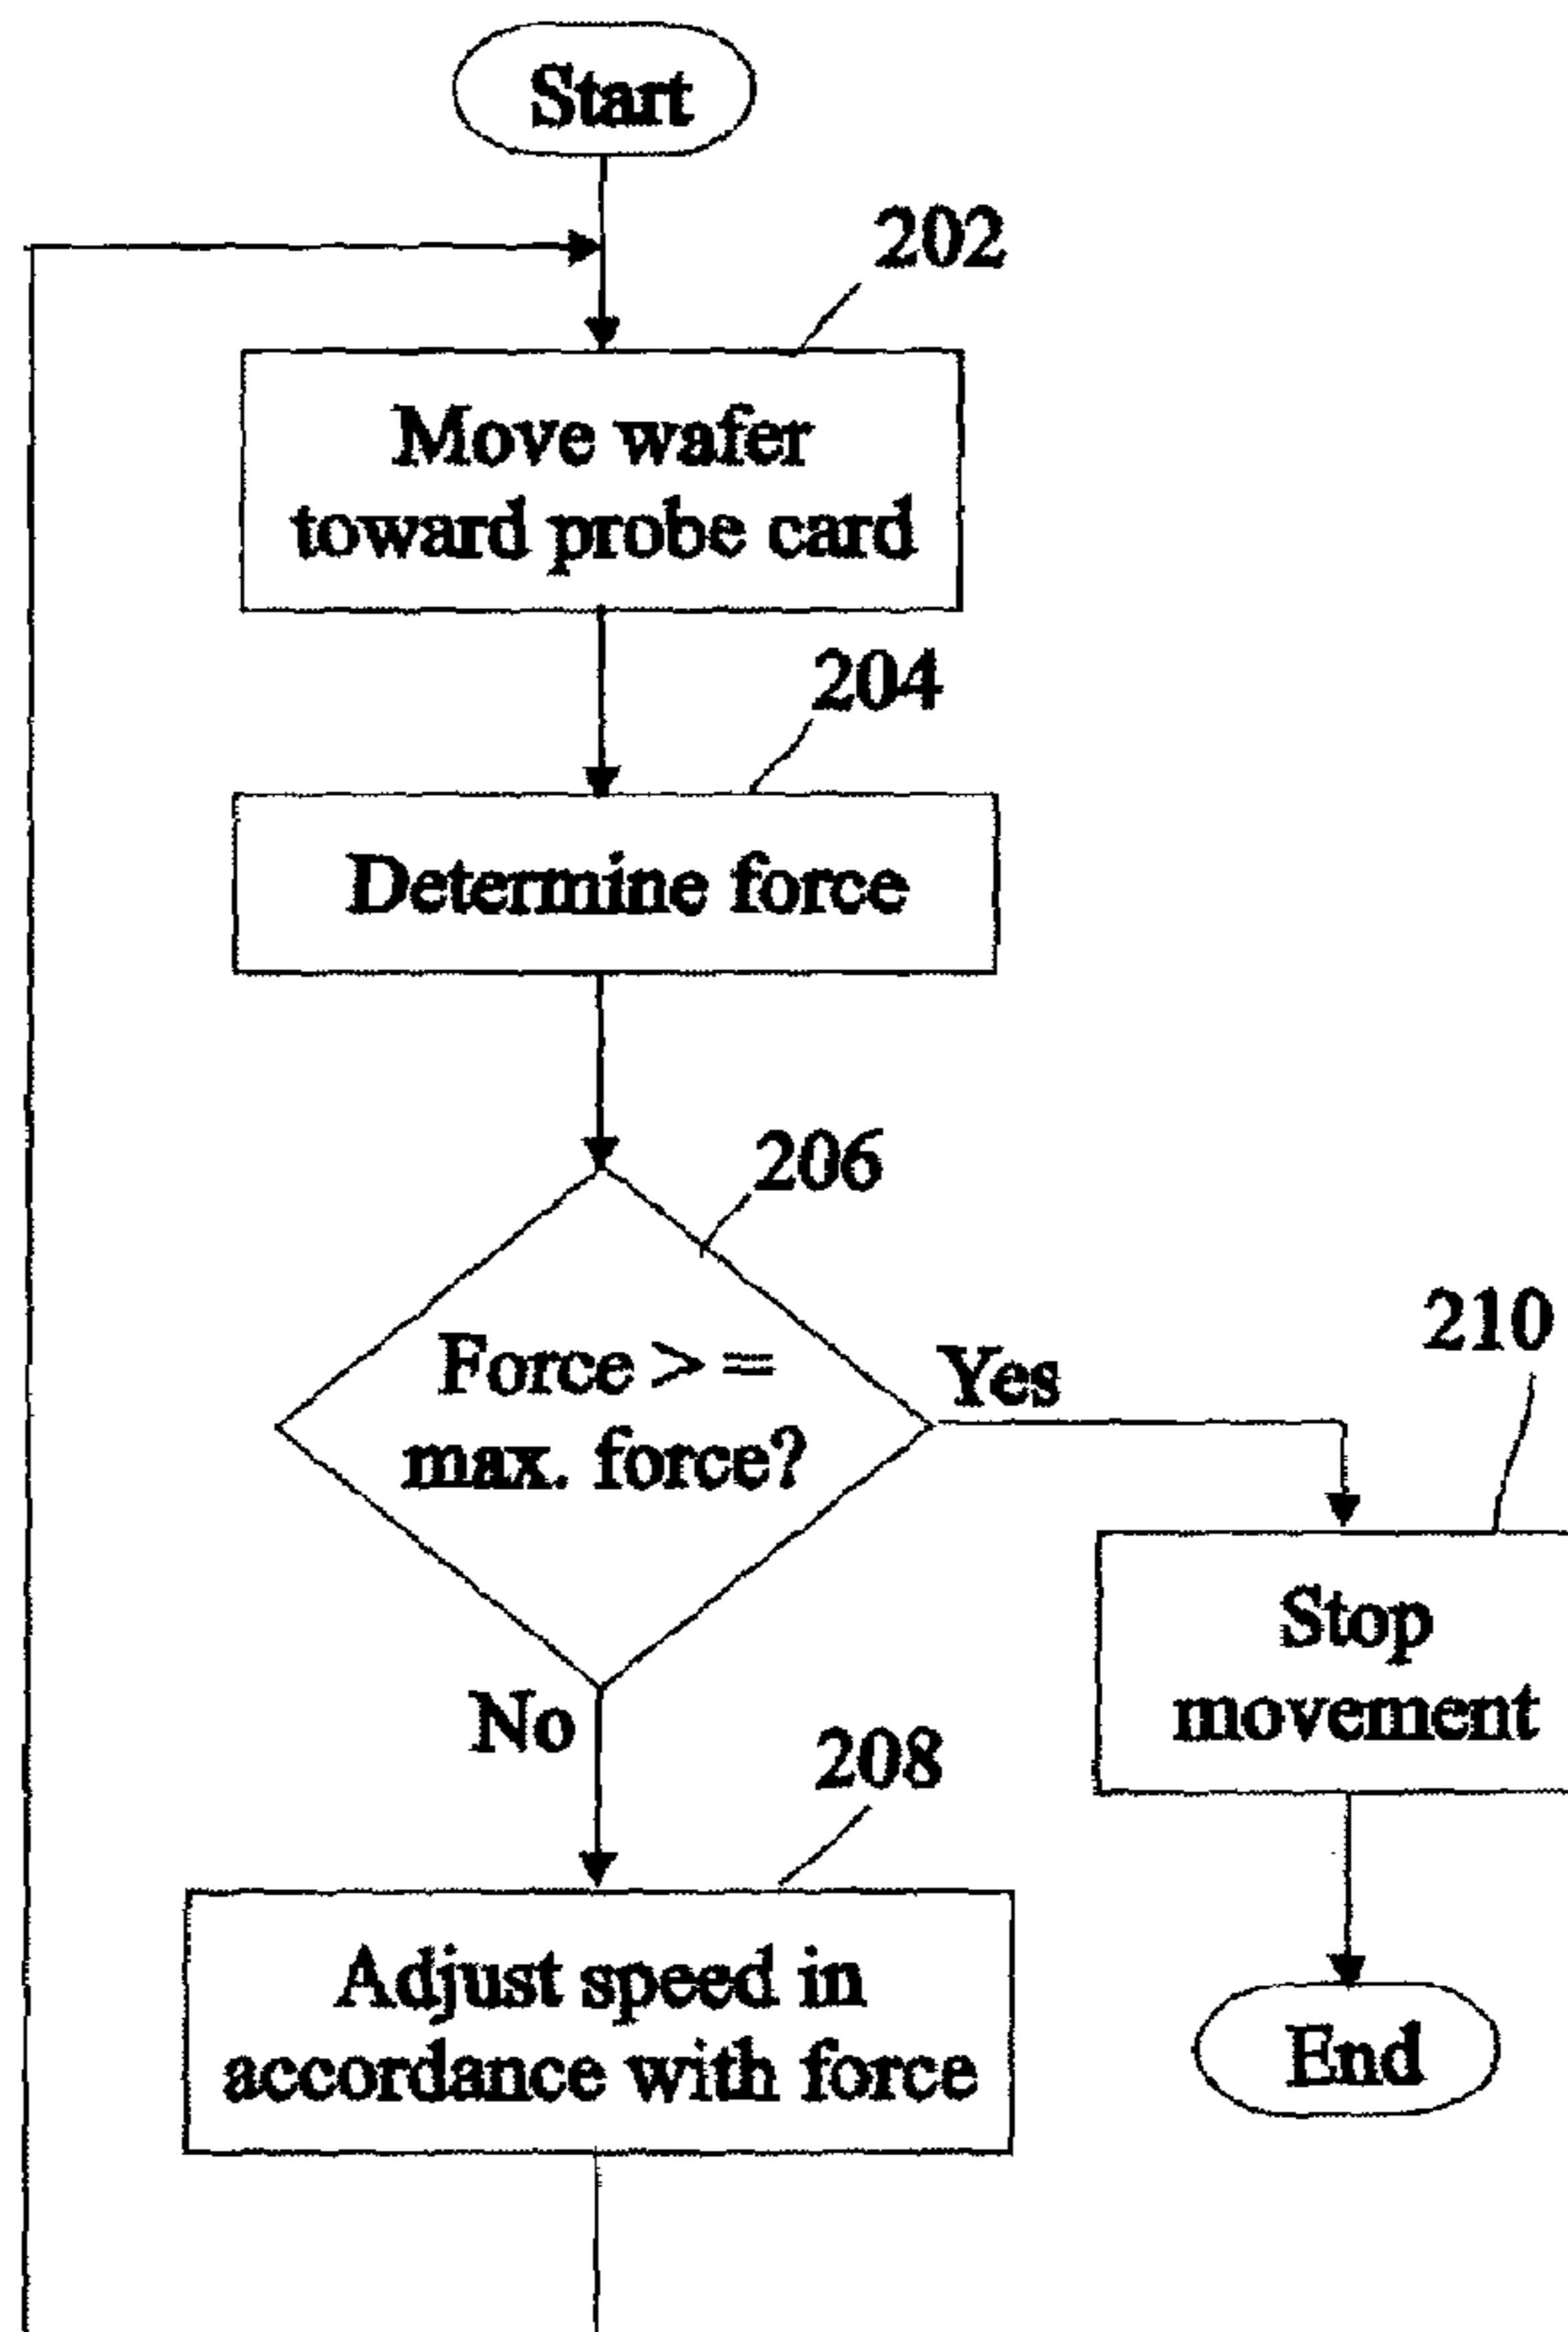 Start
202
Move wafer
toward probe card
204
Determine force
206
Force > =
max. force?
Yes
210
Stop
movement
No
208
Adjust speed in
accordance with force
End